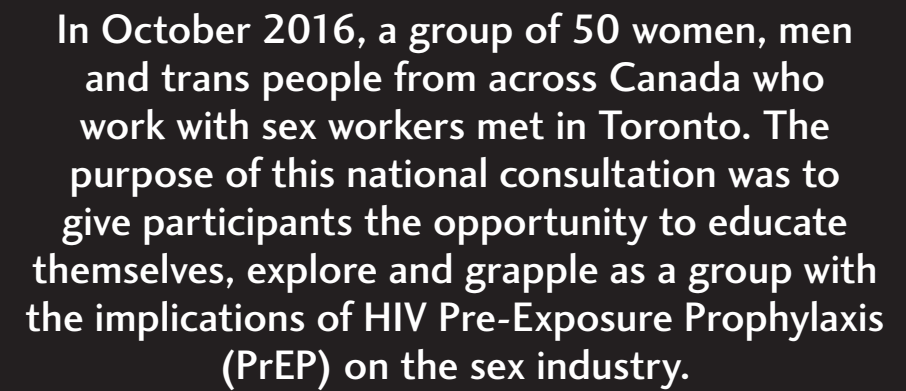 In October 2016, a group of 50 women, men
and trans people from across Canada who
work with sex workers met in Toronto. The
purpose of this national consultation was to
give participants the opportunity to educate
themselves, explore and grapple as a group with
the implications of HIV Pre-Exposure Prophylaxis
(PrEP) on the sex industry.